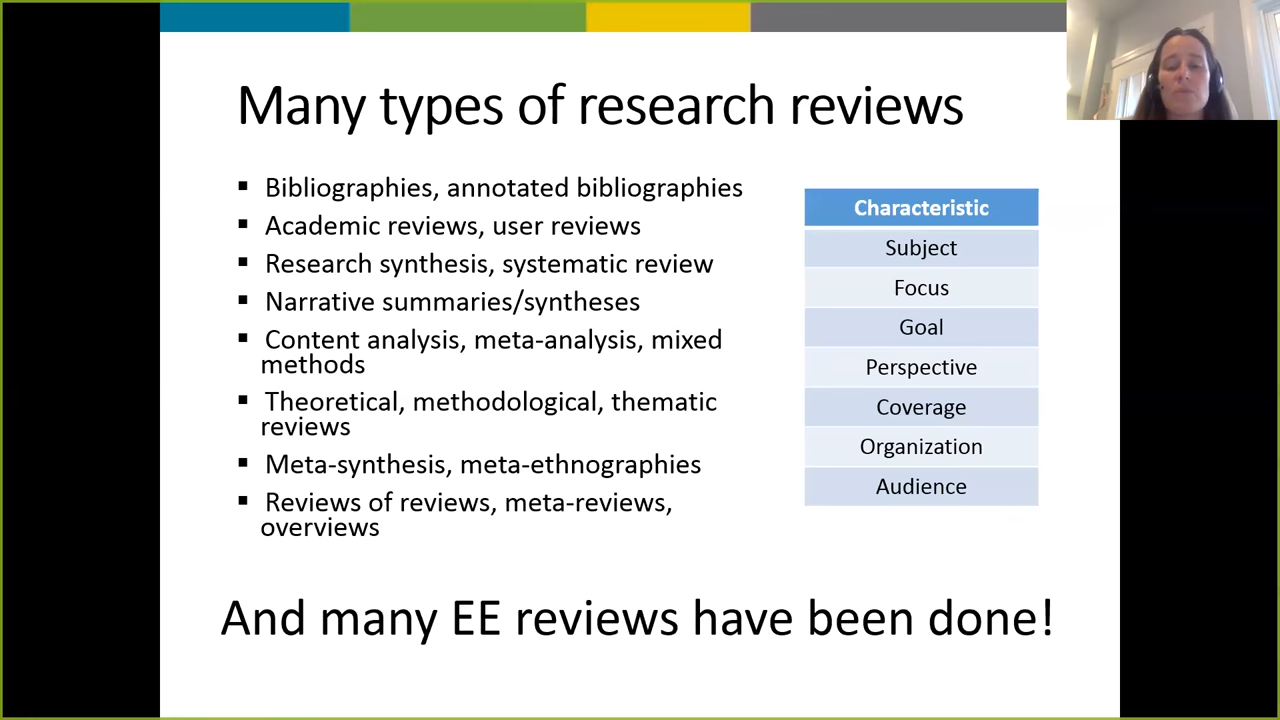 Many types of research reviews
▪ Bibliographies, annotated bibliographies
▪ Academic reviews, user reviews
▪ Research synthesis, systematic review
▪ Narrative summaries/syntheses
▪ Content analysis, meta-analysis, mixed
methods
▪ Theoretical, methodological, thematic
reviews
▪ Meta-synthesis, meta-ethnographies
▪ Reviews of reviews, meta-reviews,
overviews
Characteristic
Subject
Focus
Goal
Perspective
Coverage
Organization
Audience
And many EE reviews have been done!